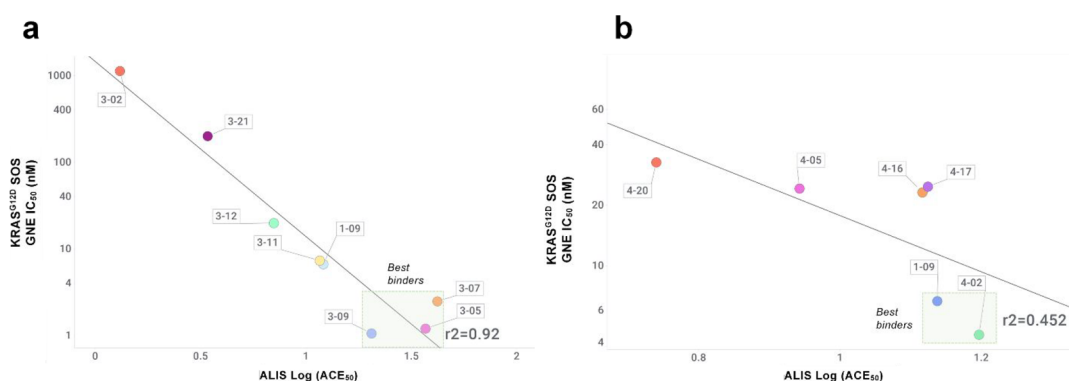 a
KRASG12D SOS
GNE IC50 (nM)
1000
400
100
40
10
4
1
3-02
3-21
3-12
3-11
1-09
Best
binders
3-07
3-05
3-09
r2=0.92
0
0.5
1
1.5
2
ALIS Log (ACE50)
b
KRASG12D SOS
GNE IC50 (nM)
60
40
20
10
6
4
4-20
4-05
4-16
4-17
1-09
4-02
Best
binders
r2=0.452
0.8
1
1.2
ALIS Log (ACE50)